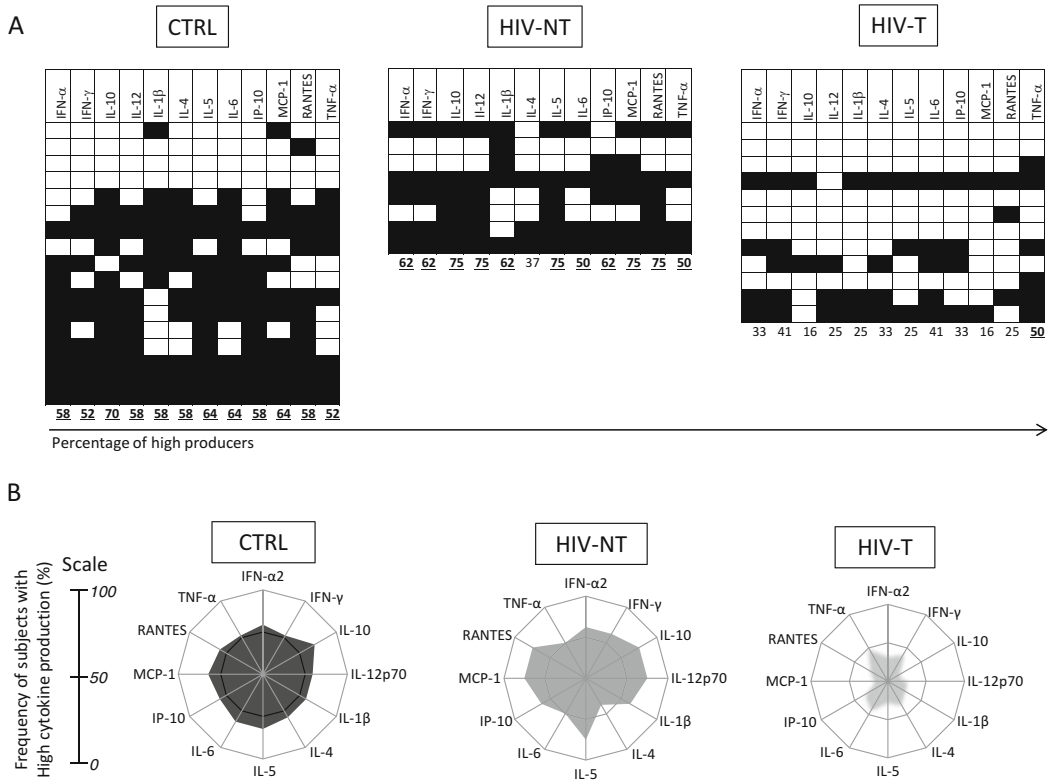 A
CTRL
HIV-NT
HIV-T
IFN-α IFN-γ IL-10 IL-12 IL-1β IL-4 IL-5 IL-6 IP-10 MCP-1 RANTES TNF-α
IFN-α IFN-γ IL-10 II-12 IL-1β IL-4 IL-5 IL-6 IP-10 MCP-1 RANTES TNF-α
IFN-α IFN-γ IL-10 IL-12 IL-1β IL-4 IL-5 IL-6 IP-10 MCP-1 RANTES TNF-α
58 52 70 58 58 58 64 64 58 64 58 52
62 62 75 75 62 37 75 50 62 75 75 50
33 41 16 25 25 33 25 41 33 16 25 50
Percentage of high producers
B
Frequency of subjects with
High cytokine production (%)
Scale
100
50
0
CTRL
IFN-α2
IFN-γ
IL-10
IL-12p70
IL-1β
IL-4
IL-5
IL-6
IP-10
MCP-1
RANTES
TNF-α
HIV-NT
IFN-α2
IFN-γ
IL-10
IL-12p70
IL-1β
IL-4
IL-5
IL-6
IP-10
MCP-1
RANTES
TNF-α
HIV-T
IFN-α2
IFN-γ
IL-10
IL-12p70
IL-1β
IL-4
IL-5
IL-6
IP-10
MCP-1
RANTES
TNF-α